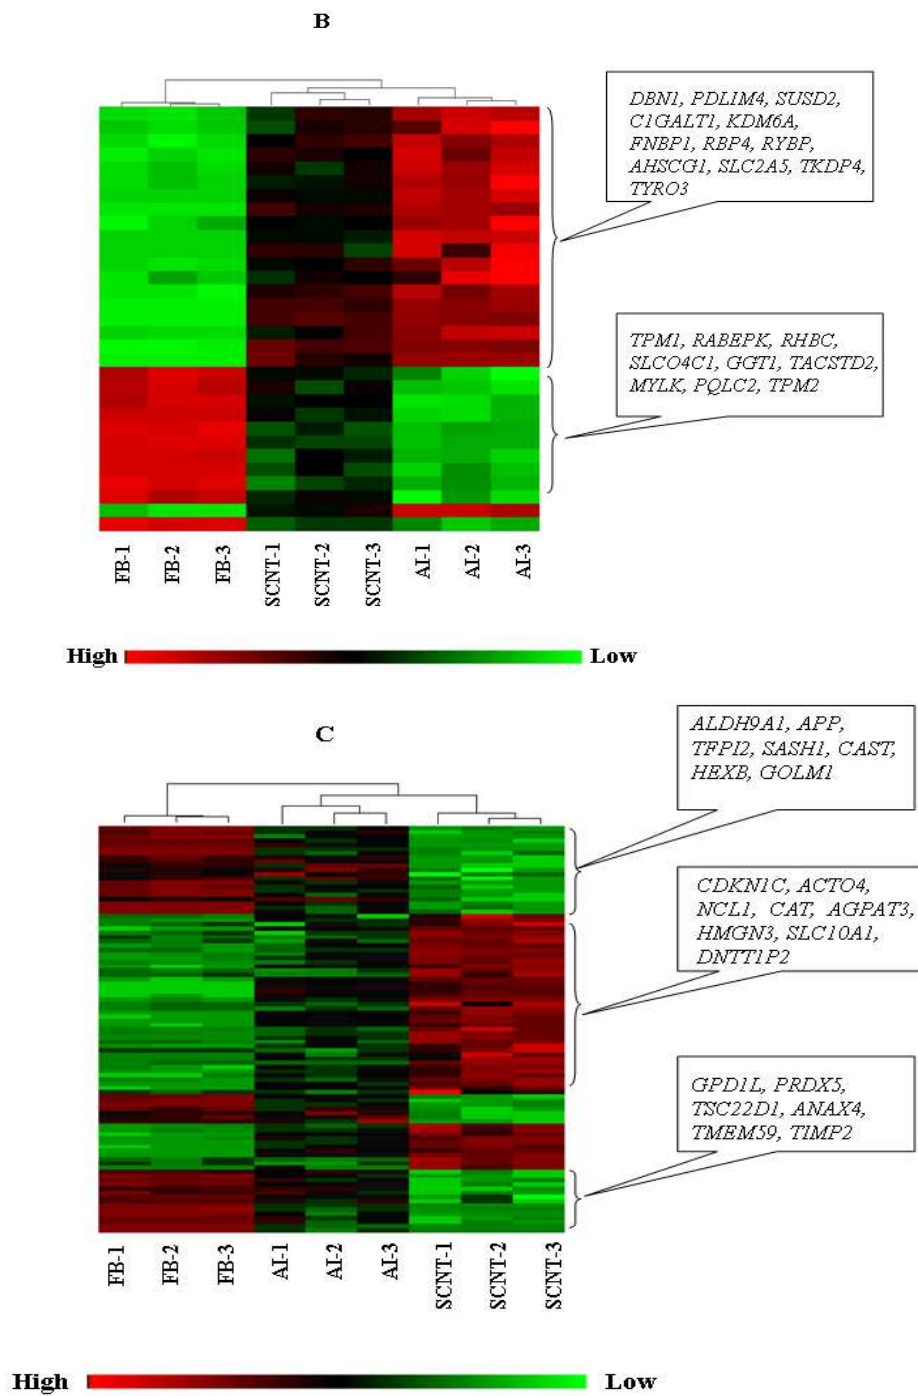 B
DBN1, PDLIM4, SUSD2,
C1GALT1, KDM6A,
FNBP1, RBP4, RYBP,
AHSCG1, SLC2A5, TKDP4,
TYRO3
TPM1, RABEPK, RHBC,
SLCO4C1, GGT1, TACSTD2,
MYLK, PQLC2, TPM2
FB-1
FB-2
FB-3
SCNT-1
SCNT-2
SCNT-3
AI-1
AI-2
AI-3
High
Low
C
ALDH9A1, APP,
TFPI2, SASH1, CAST,
HEXB, GOLM1
CDKN1C, ACTO4,
NCL1, CAT, AGPAT3,
HMGN3, SLC10A1,
DNTT1P2
GPD1L, PRDX5,
TSC22D1, ANAX4,
TMEM59, TIMP2
FB-1
FB-2
FB-3
AI-1
AI-2
AI-3
SCNT-1
SCNT-2
SCNT-3
High
Low